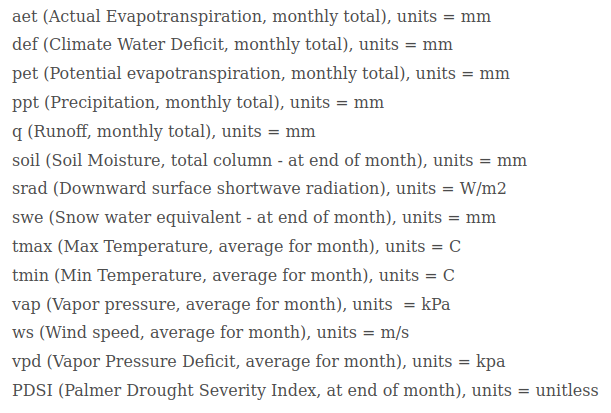 aet (Actual Evapotranspiration, monthly total), units = mm
def (Climate Water Deficit, monthly total), units = mm
pet (Potential evapotranspiration, monthly total), units = mm
ppt (Precipitation, monthly total), units = mm
q (Runoff, monthly total), units = mm
soil (Soil Moisture, total column - at end of month), units = mm
srad (Downward surface shortwave radiation), units = W/m2
swe (Snow water equivalent - at end of month), units = mm
tmax (Max Temperature, average for month), units = C
tmin (Min Temperature, average for month), units = C
vap (Vapor pressure, average for month), units  = kPa
ws (Wind speed, average for month), units = m/s
vpd (Vapor Pressure Deficit, average for month), units = kpa
PDSI (Palmer Drought Severity Index, at end of month), units = unitless